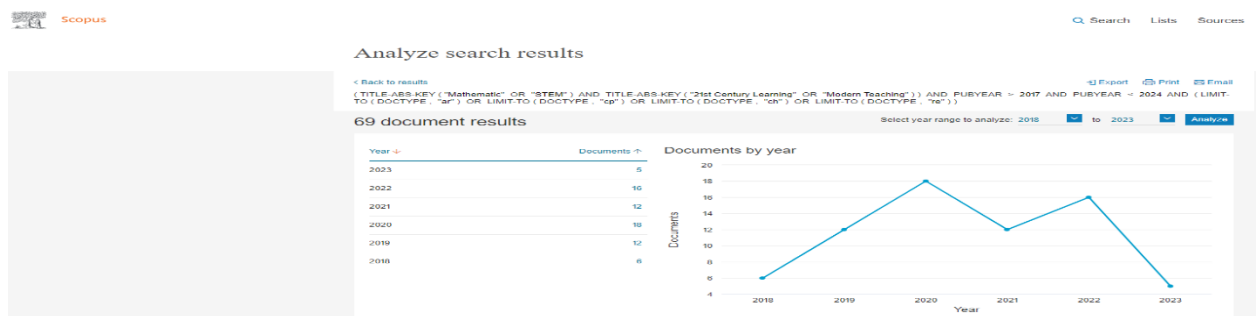 Scopus
Search Lists Sources
Analyze search results
< Back to results
Export Print Email
( TITLE-ABS-KEY ( "Mathematic" OR "STEM" ) AND TITLE-ABS-KEY ( "21st Century Learning" OR "Modern Teaching" ) ) AND PUBYEAR > 2017 AND PUBYEAR < 2024 AND ( LIMIT-
TO ( DOCTYPE , "ar" ) OR LIMIT-TO ( DOCTYPE , "cp" ) OR LIMIT-TO ( DOCTYPE , "ch" ) OR LIMIT-TO ( DOCTYPE , "re" ) )
69 document results
Select year range to analyze: 2018 to 2023 Analyze
Year Documents
2023 5
2022 16
2021 12
2020 18
2019 12
2018 6
Documents by year
20
18
16
14
12
10
8
6
4
Documents
2018 2019 2020 2021 2022 2023
Year